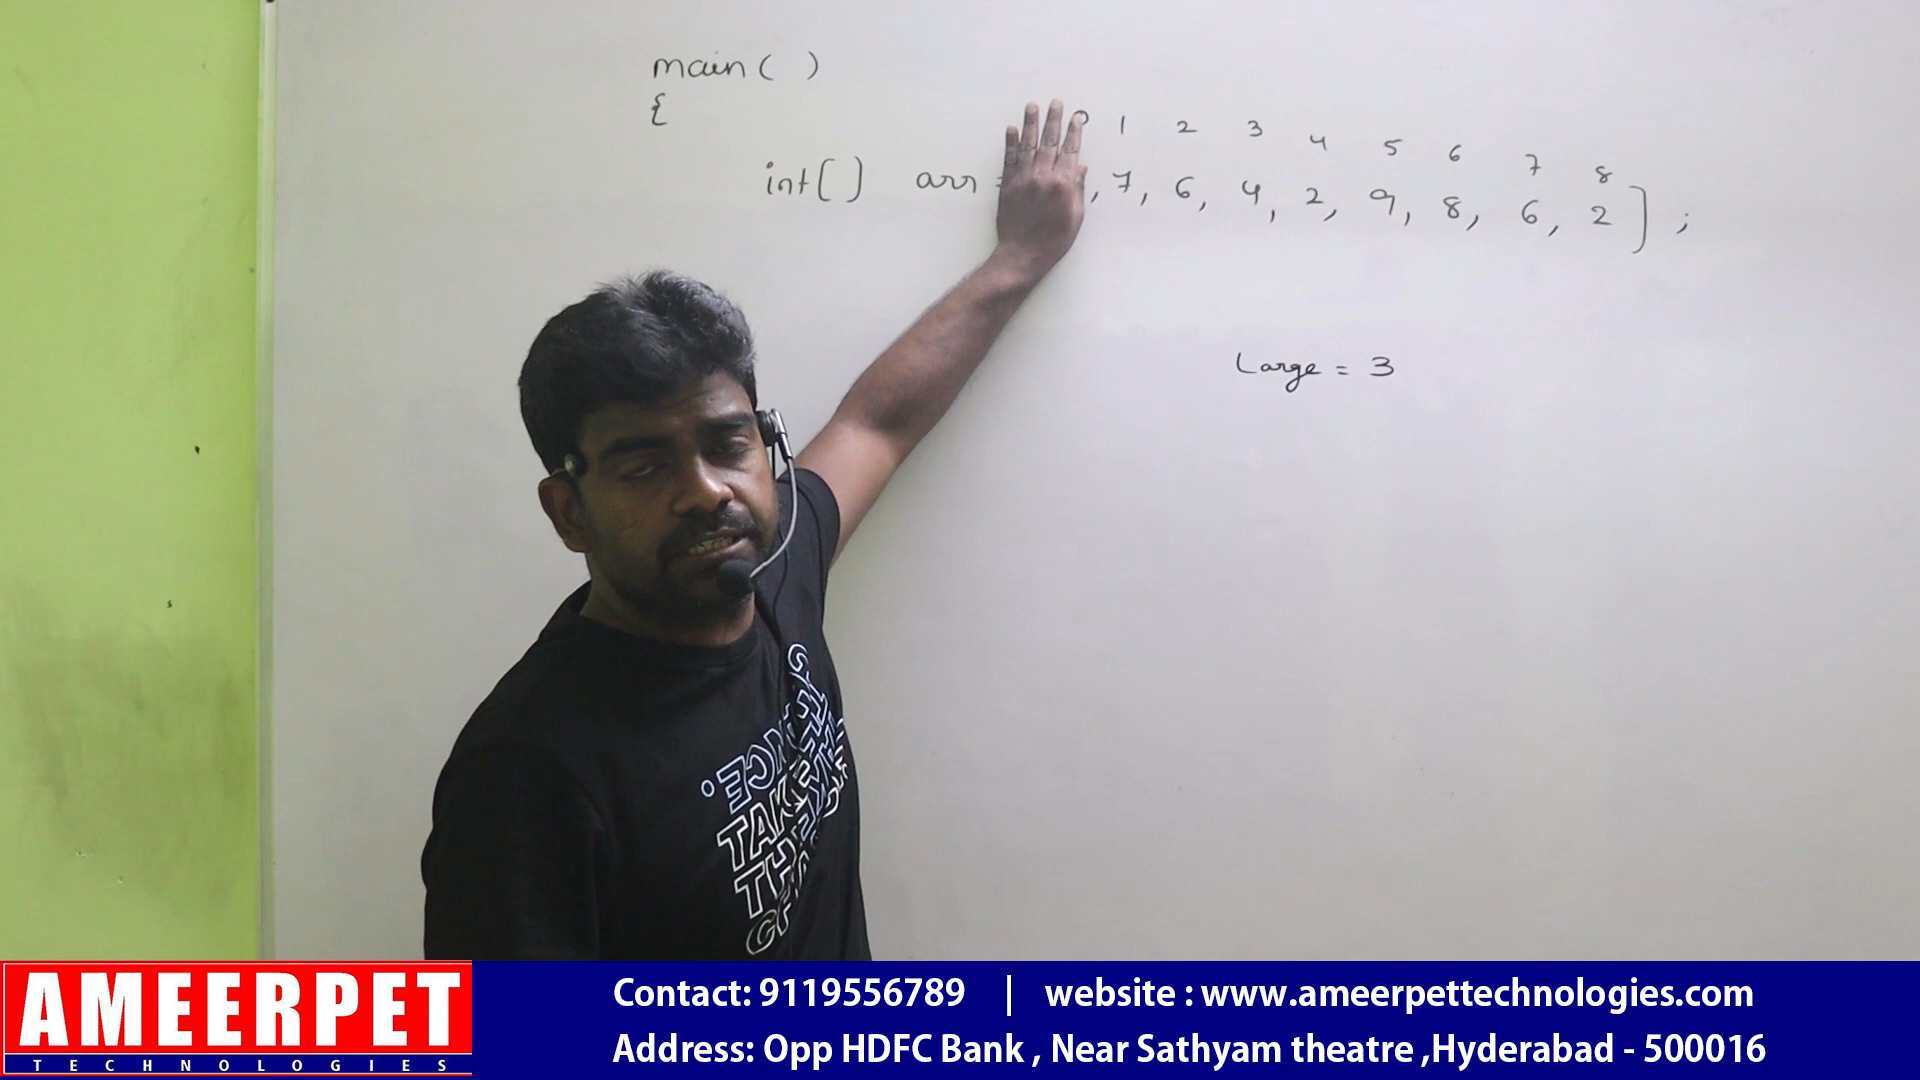 main( )
{
0 1 2 3 4 5 6 7 8
int[ ] arr = , 7, 6, 4, 2, 9, 8, 6, 2 ] ;
Large = 3
TAKE
AMEERPET
TECHNOLOGIES
Contact: 9119556789 | website : www.ameerpettechnologies.com
Address: Opp HDFC Bank , Near Sathyam theatre ,Hyderabad - 500016